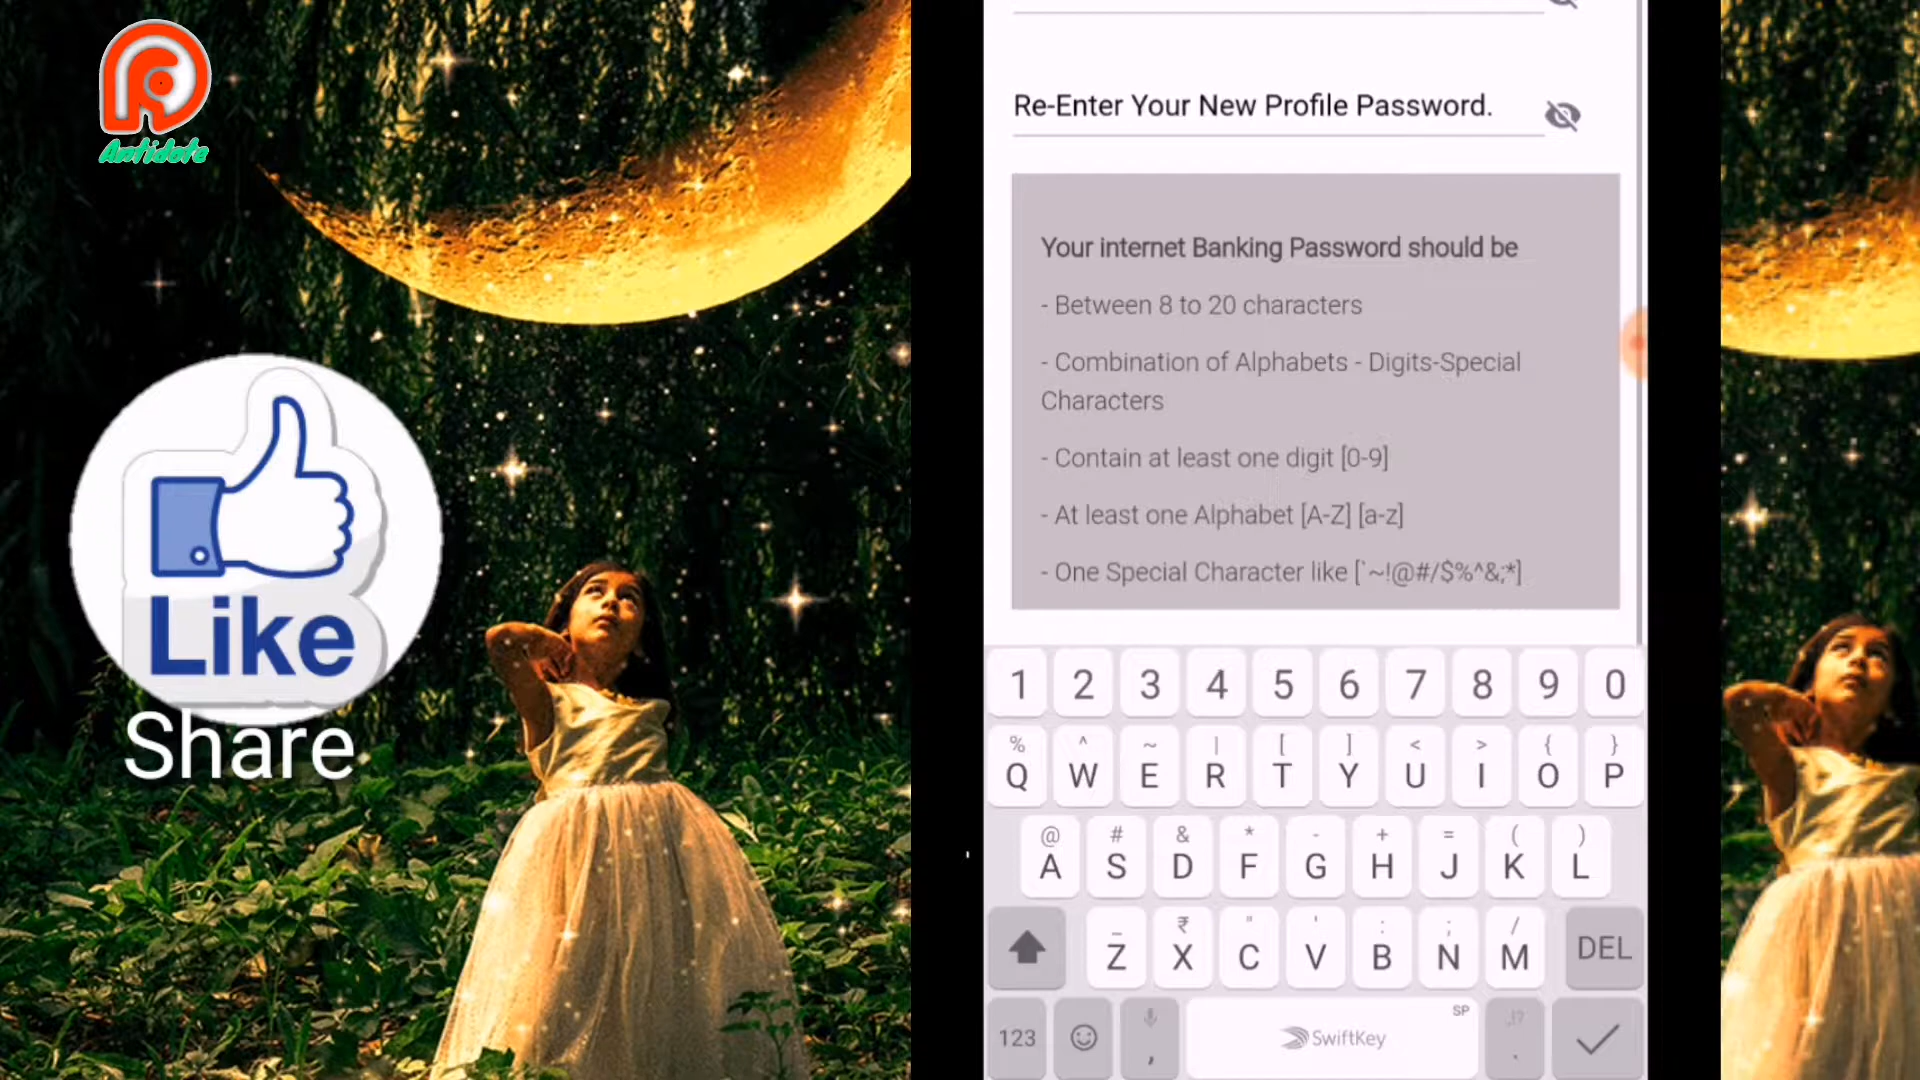 Antidote
Like
Share
Re-Enter Your New Profile Password.
Your internet Banking Password should be
- Between 8 to 20 characters
- Combination of Alphabets - Digits-Special
Characters
- Contain at least one digit [0-9]
- At least one Alphabet [A-Z] [a-z]
- One Special Character like [`~!@#/$%^&;*]
1 2 3 4 5 6 7 8 9 0
% ^ ~ | [ ] < > { }
Q W E R T Y U I O P
@ # & * - + = ( )
A S D F G H J K L
_ ₹ " ' : ; /
Z X C V B N M DEL
SP ,!?
123 , SwiftKey .